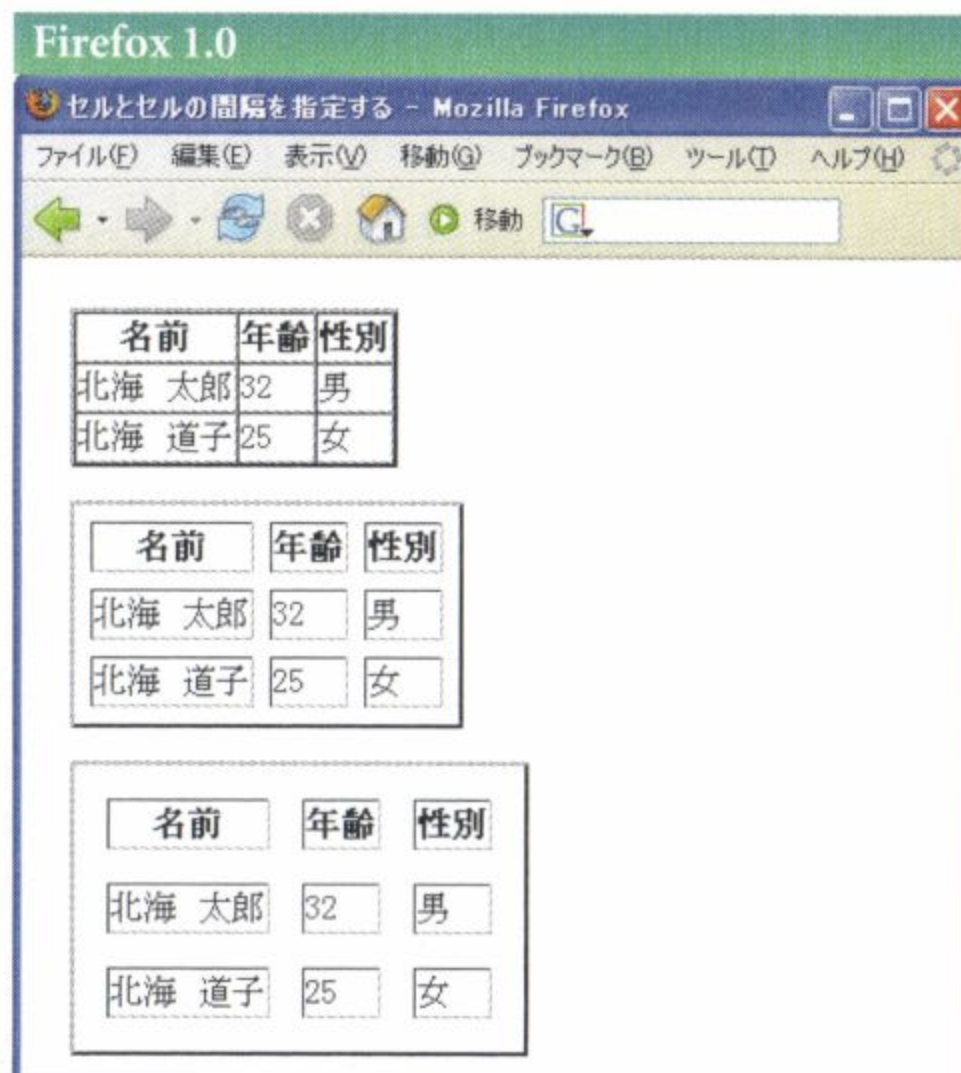 Firefox 1.0
セルとセルの間隔を指定する - Mozilla Firefox
ファイル(F) 編集(E) 表示(V) 移動(G) ブックマーク(B) ツール(T) ヘルプ(H)
移動 G
名前 年齢 性別
北海 太郎 32 男
北海 道子 25 女
名前 年齢 性別
北海 太郎 32 男
北海 道子 25 女
名前 年齢 性別
北海 太郎 32 男
北海 道子 25 女